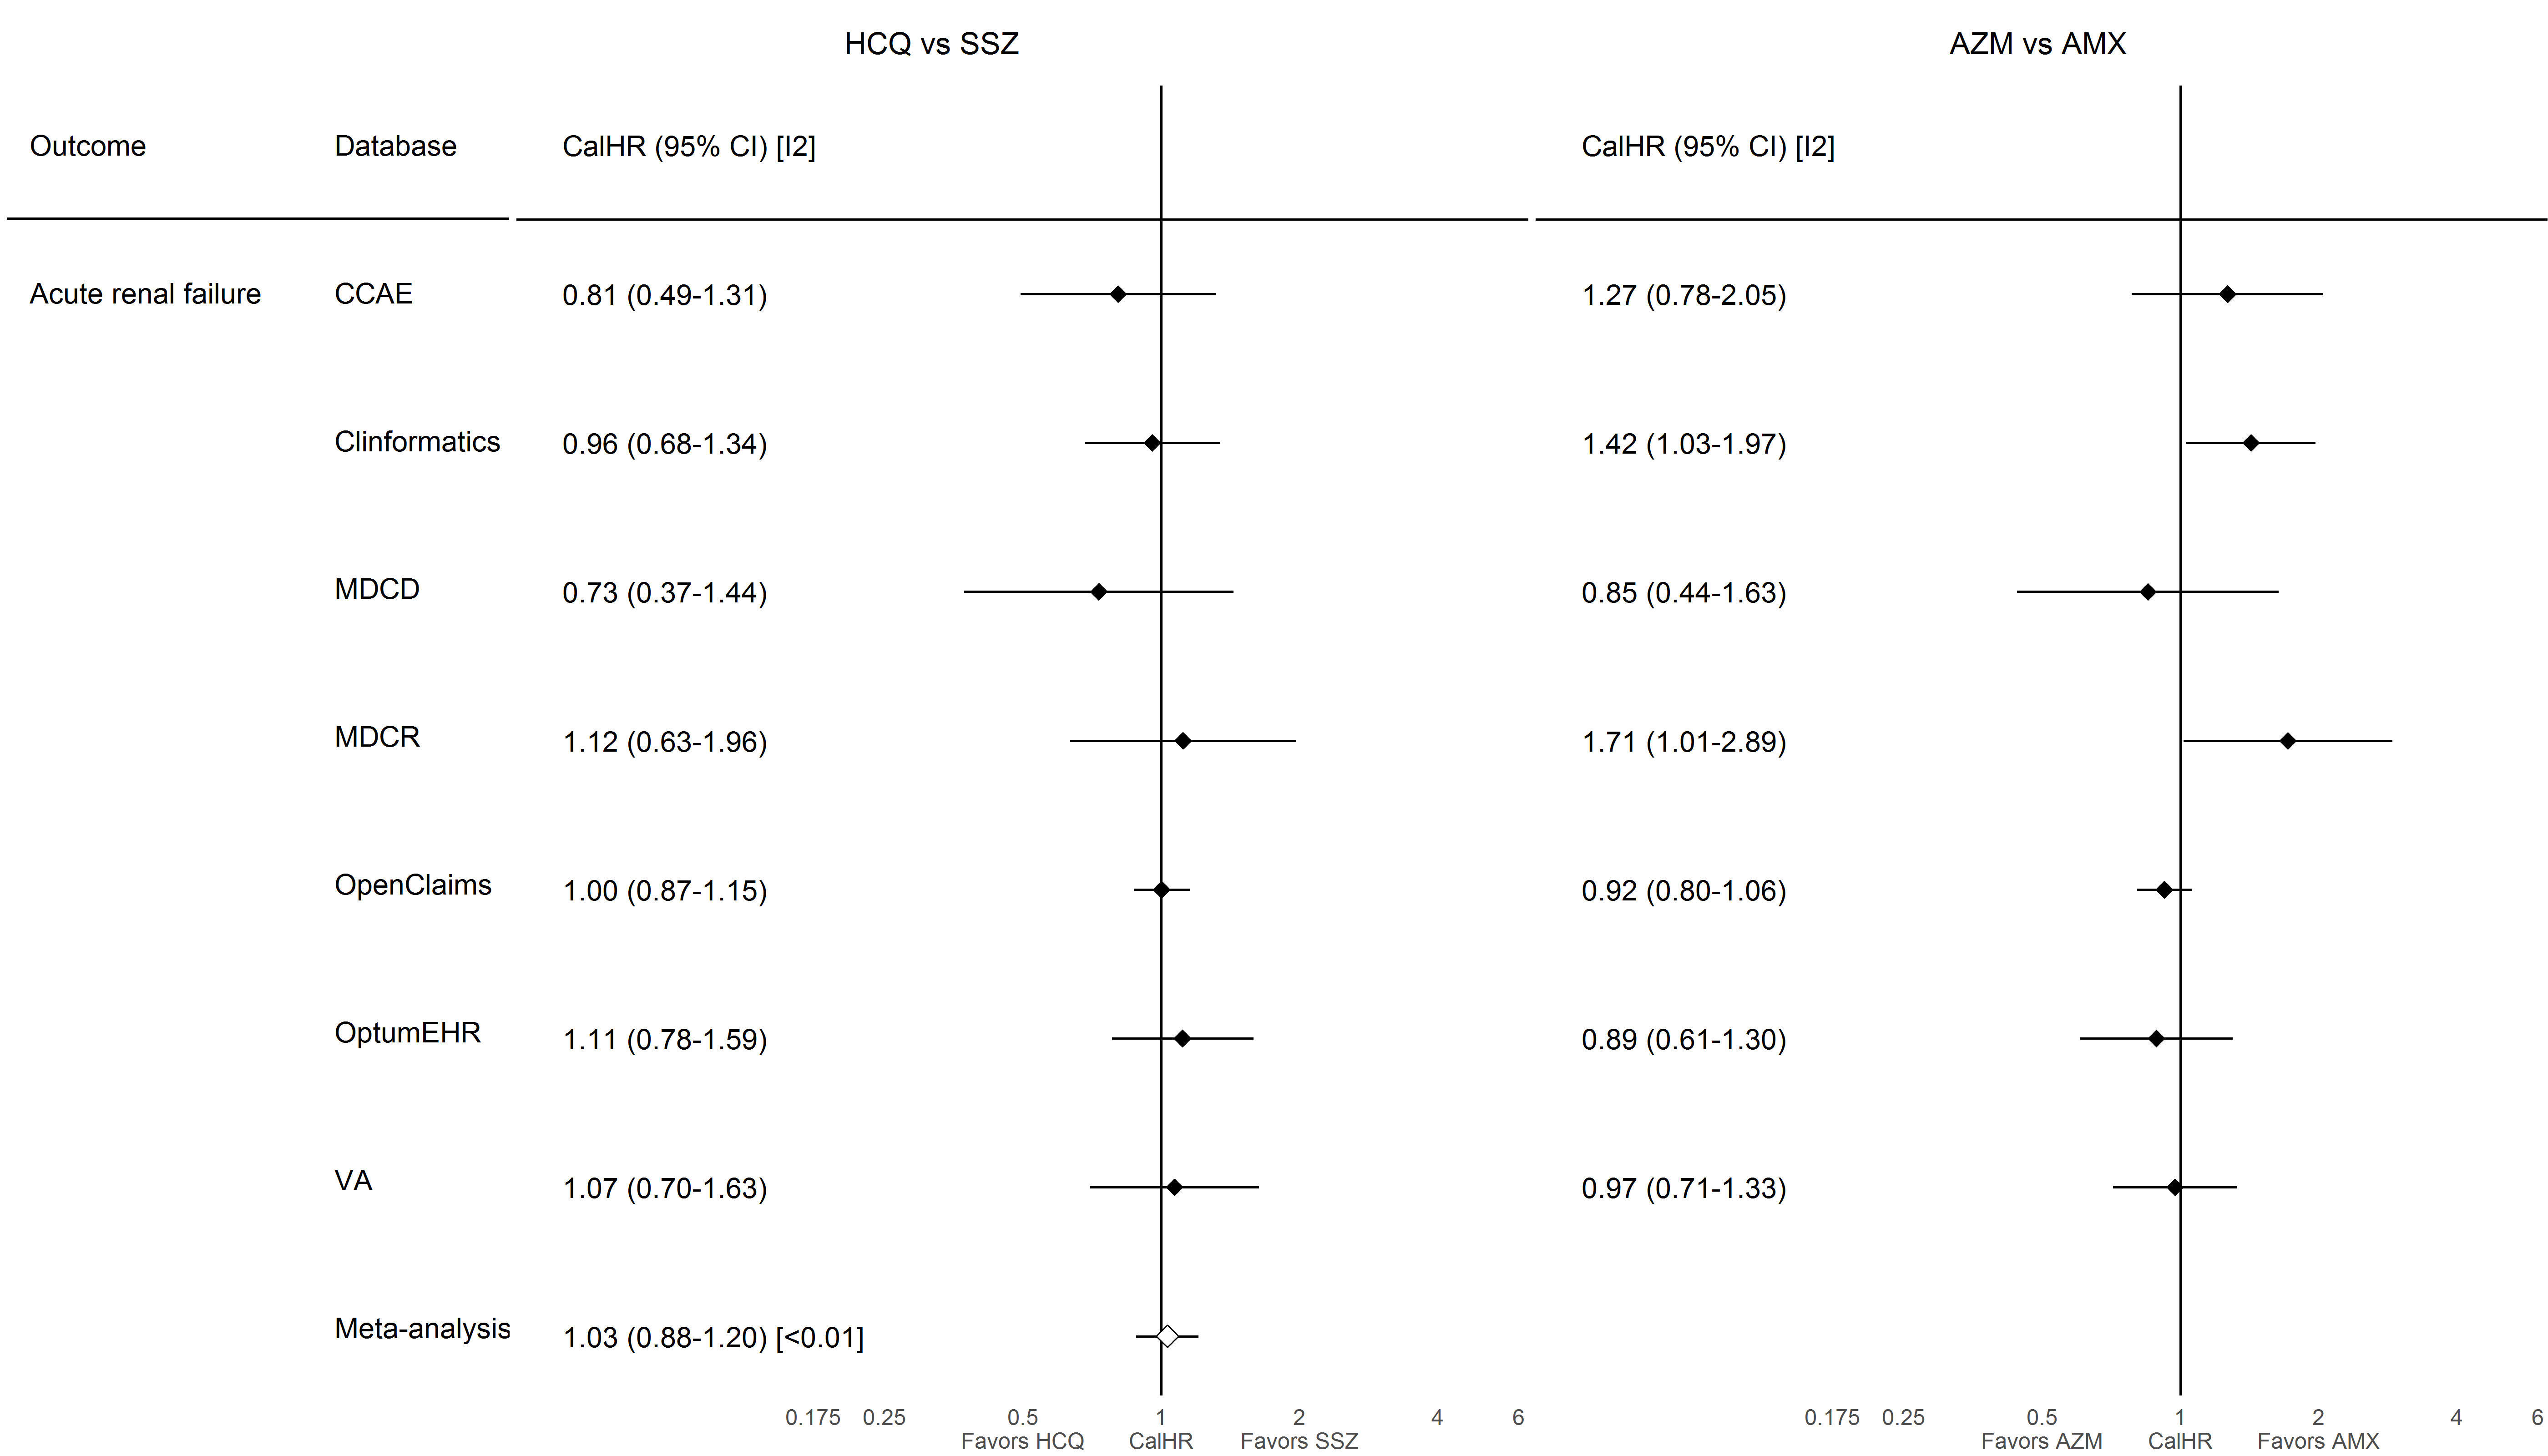 HCQ vs SSZ AZM vs AMX
Outcome Database CalHR (95% CI) [I2] CalHR (95% CI) [I2]
Acute renal failure CCAE 0.81 (0.49-1.31) 1.27 (0.78-2.05)
Clinformatics 0.96 (0.68-1.34) 1.42 (1.03-1.97)
MDCD 0.73 (0.37-1.44) 0.85 (0.44-1.63)
MDCR 1.12 (0.63-1.96) 1.71 (1.01-2.89)
OpenClaims 1.00 (0.87-1.15) 0.92 (0.80-1.06)
OptumEHR 1.11 (0.78-1.59) 0.89 (0.61-1.30)
VA 1.07 (0.70-1.63) 0.97 (0.71-1.33)
Meta-analysis 1.03 (0.88-1.20) [<0.01]
0.175 0.25 0.5 1 2 4 6 0.175 0.25 0.5 1 2 4 6
Favors HCQ CalHR Favors SSZ Favors AZM CalHR Favors AMX